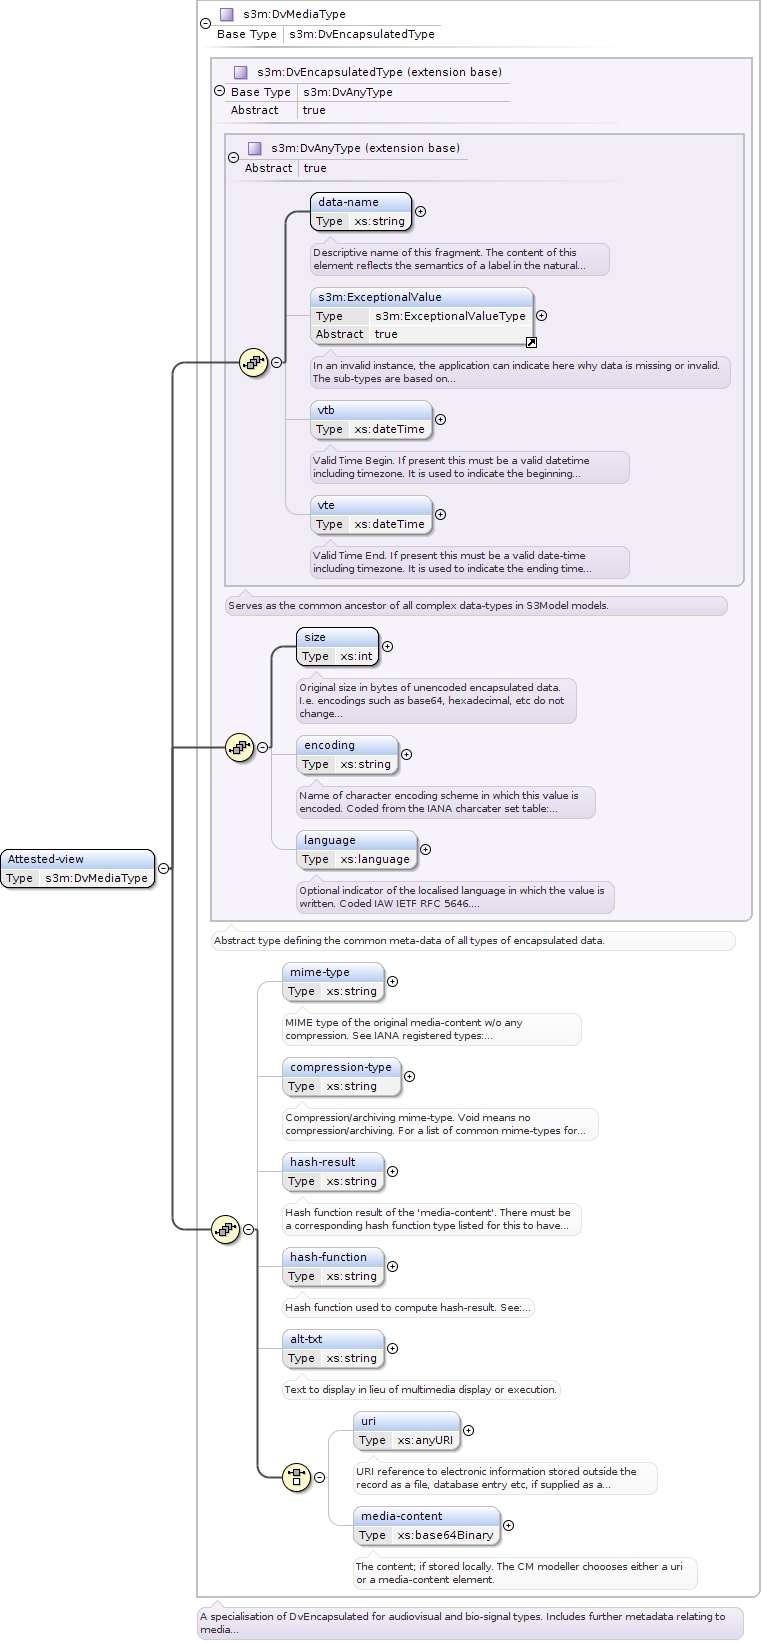 s3m:DvMediaType
Base Type s3m:DvEncapsulatedType
s3m:DvEncapsulatedType (extension base)
Base Type s3m:DvAnyType
Abstract true
s3m:DvAnyType (extension base)
Abstract true
data-name
Type xs:string
Descriptive name of this fragment. The content of this
element reflects the semantics of a label in the natural...
s3m:ExceptionalValue
Type s3m:ExceptionalValueType
Abstract true
In an invalid instance, the application can indicate here why data is missing or invalid.
The sub-types are based on...
vtb
Type xs:dateTime
Valid Time Begin. If present this must be a valid datetime
including timezone. It is used to indicate the beginning...
vte
Type xs:dateTime
Valid Time End. If present this must be a valid date-time
including timezone. It is used to indicate the ending time...
Serves as the common ancestor of all complex data-types in S3Model models.
size
Type xs:int
Original size in bytes of unencoded encapsulated data.
I.e. encodings such as base64, hexadecimal, etc do not
change...
encoding
Type xs:string
Name of character encoding scheme in which this value is
encoded. Coded from the IANA charcater set table:...
language
Type xs:language
Optional indicator of the localised language in which the value is
written. Coded IAW IETF RFC 5646....
Attested-view
Type s3m:DvMediaType
Abstract type defining the common meta-data of all types of encapsulated data.
mime-type
Type xs:string
MIME type of the original media-content w/o any
compression. See IANA registered types:...
compression-type
Type xs:string
Compression/archiving mime-type. Void means no
compression/archiving. For a list of common mime-types for...
hash-result
Type xs:string
Hash function result of the 'media-content'. There must be
a corresponding hash function type listed for this to have...
hash-function
Type xs:string
Hash function used to compute hash-result. See:...
alt-txt
Type xs:string
Text to display in lieu of multimedia display or execution.
uri
Type xs:anyURI
URI reference to electronic information stored outside the
record as a file, database entry etc, if supplied as a...
media-content
Type xs:base64Binary
The content; if stored locally. The CM modeller choooses either a uri
or a media-content element.
A specialisation of DvEncapsulated for audiovisual and bio-signal types. Includes further metadata relating to
media...